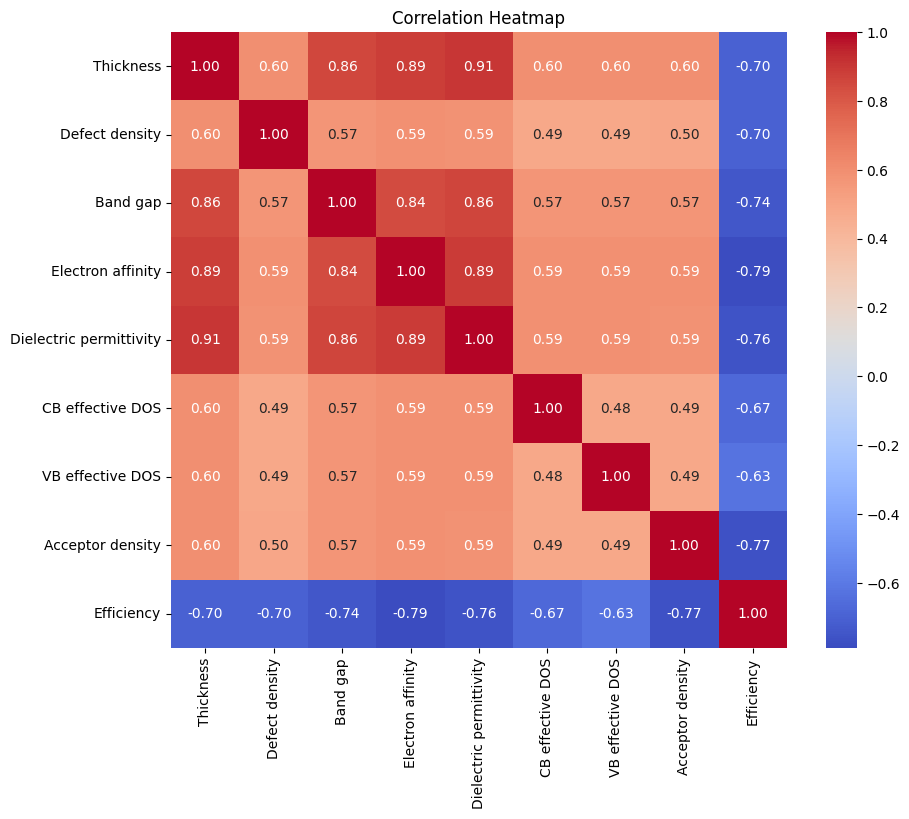 Correlation Heatmap
Thickness 1.00 0.60 0.86 0.89 0.91 0.60 0.60 0.60 -0.70
Defect density 0.60 1.00 0.57 0.59 0.59 0.49 0.49 0.50 -0.70
Band gap 0.86 0.57 1.00 0.84 0.86 0.57 0.57 0.57 -0.74
Electron affinity 0.89 0.59 0.84 1.00 0.89 0.59 0.59 0.59 -0.79
Dielectric permittivity 0.91 0.59 0.86 0.89 1.00 0.59 0.59 0.59 -0.76
CB effective DOS 0.60 0.49 0.57 0.59 0.59 1.00 0.48 0.49 -0.67
VB effective DOS 0.60 0.49 0.57 0.59 0.59 0.48 1.00 0.49 -0.63
Acceptor density 0.60 0.50 0.57 0.59 0.59 0.49 0.49 1.00 -0.77
Efficiency -0.70 -0.70 -0.74 -0.79 -0.76 -0.67 -0.63 -0.77 1.00
Thickness
Defect density
Band gap
Electron affinity
Dielectric permittivity
CB effective DOS
VB effective DOS
Acceptor density
Efficiency
1.0
0.8
0.6
0.4
0.2
0.0
−0.2
−0.4
−0.6